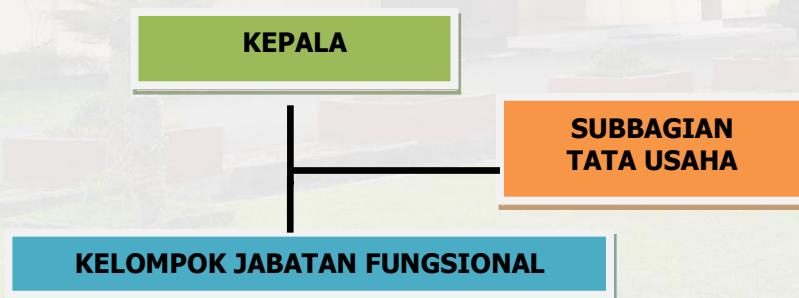 KEPALA
SUBBAGIAN
TATA USAHA
KELOMPOK JABATAN FUNGSIONAL